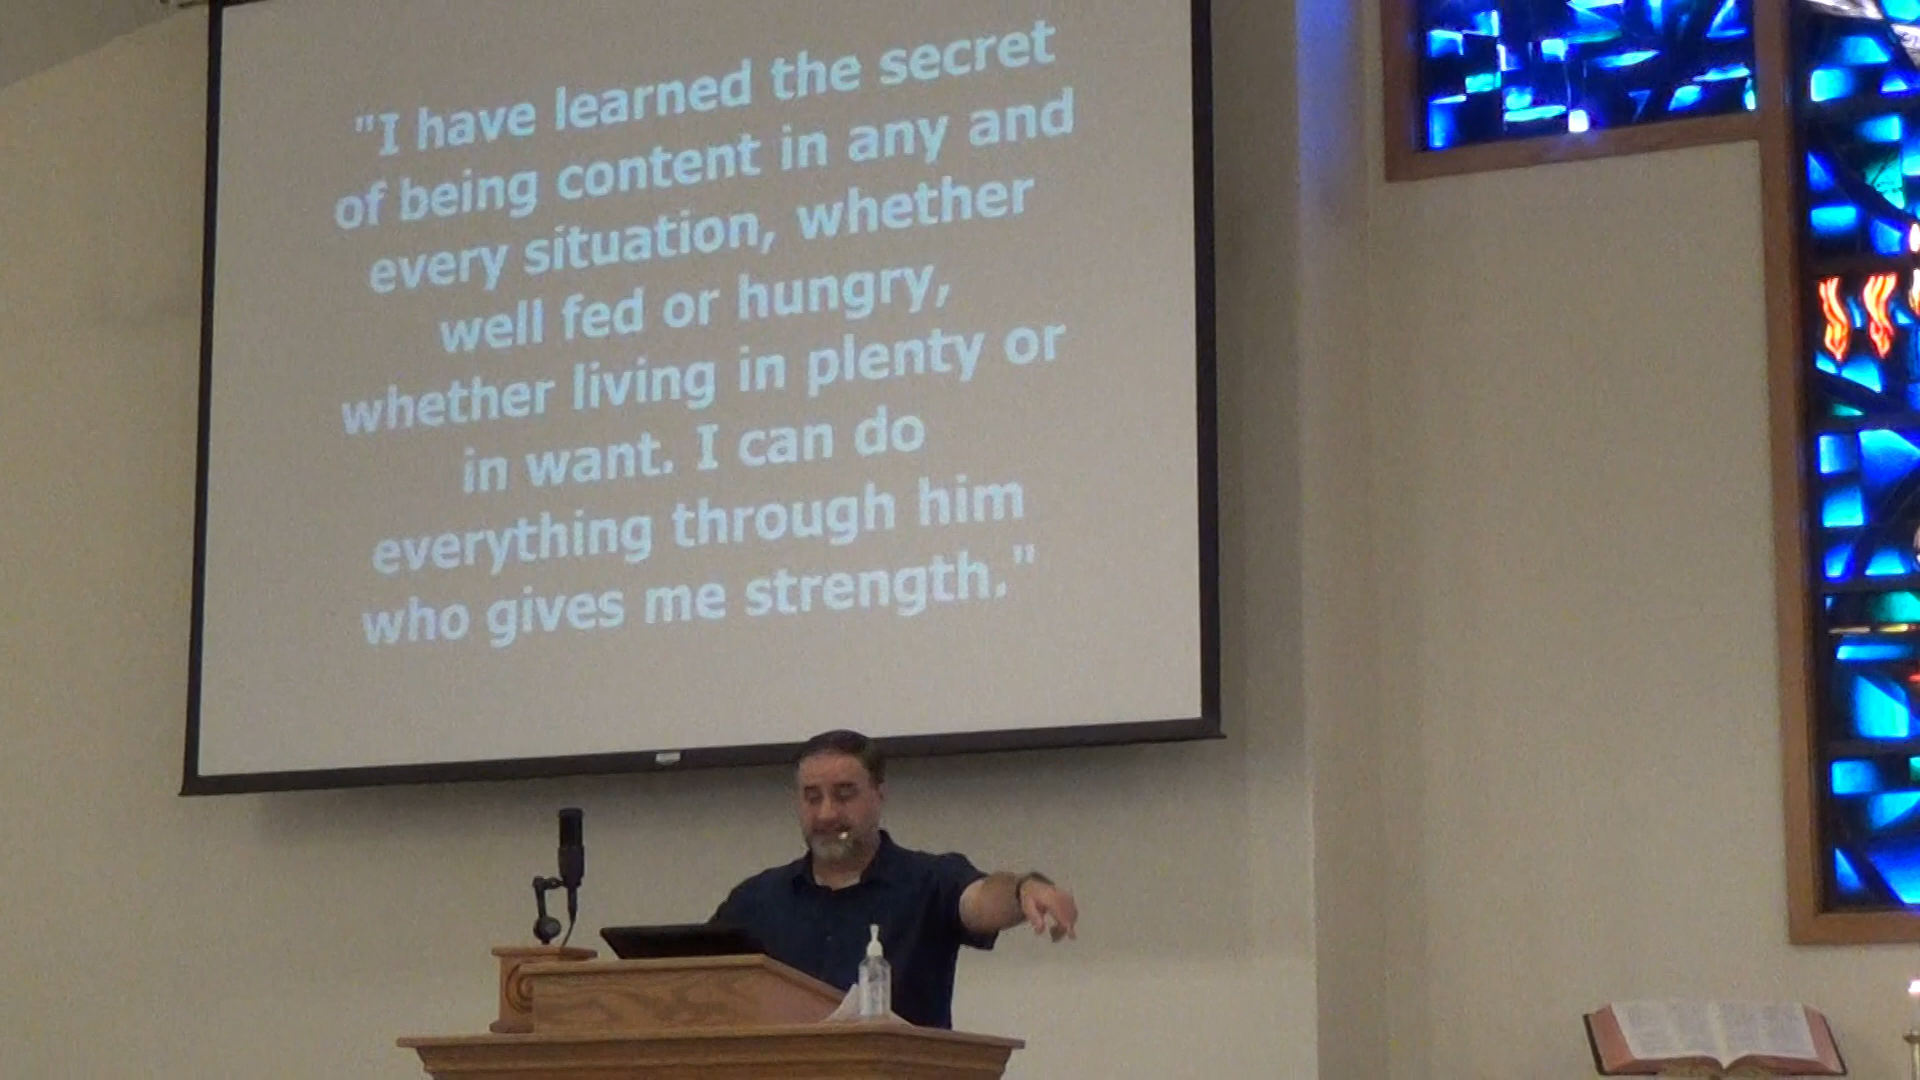 "I have learned the secret
of being content in any and
every situation, whether
well fed or hungry,
whether living in plenty or
in want. I can do
everything through him
who gives me strength."